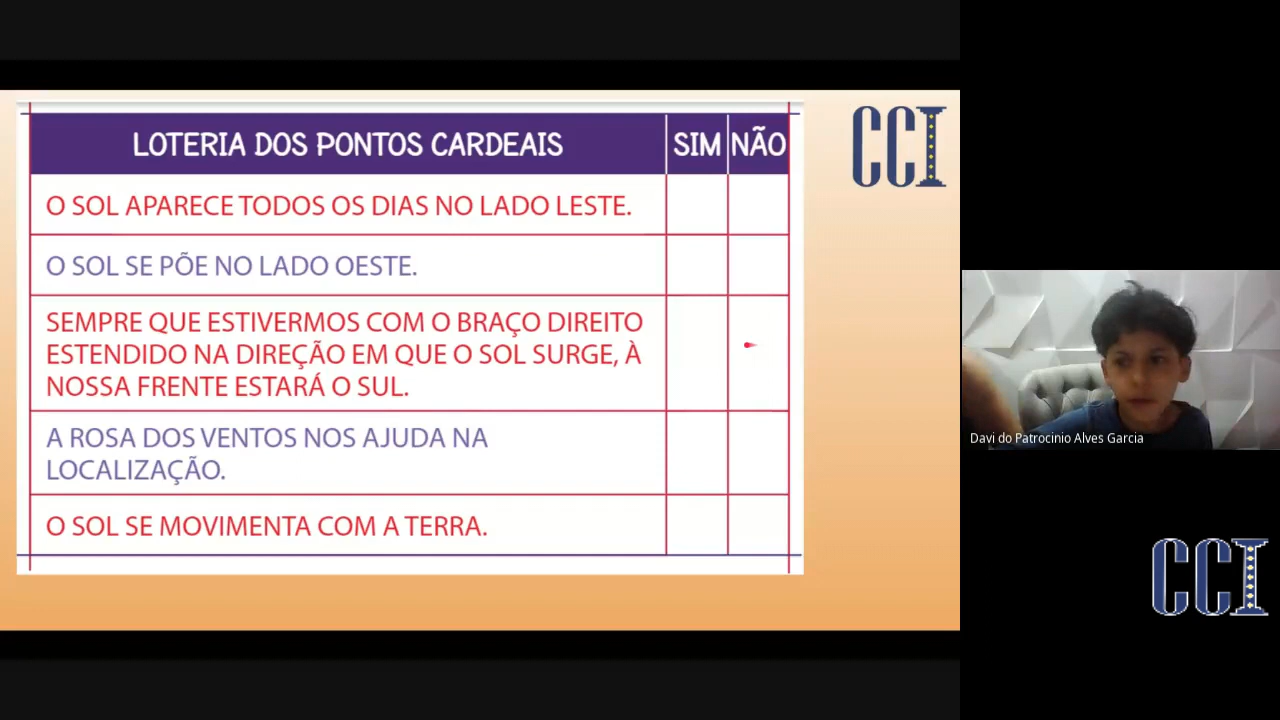 LOTERIA DOS PONTOS CARDEAIS SIM NÃO
O SOL APARECE TODOS OS DIAS NO LADO LESTE.
O SOL SE PÕE NO LADO OESTE.
SEMPRE QUE ESTIVERMOS COM O BRAÇO DIREITO
ESTENDIDO NA DIREÇÃO EM QUE O SOL SURGE, À
NOSSA FRENTE ESTARÁ O SUL.
A ROSA DOS VENTOS NOS AJUDA NA
LOCALIZAÇÃO.
O SOL SE MOVIMENTA COM A TERRA.
CCI
Davi do Patrocinio Alves Garcia
CCI